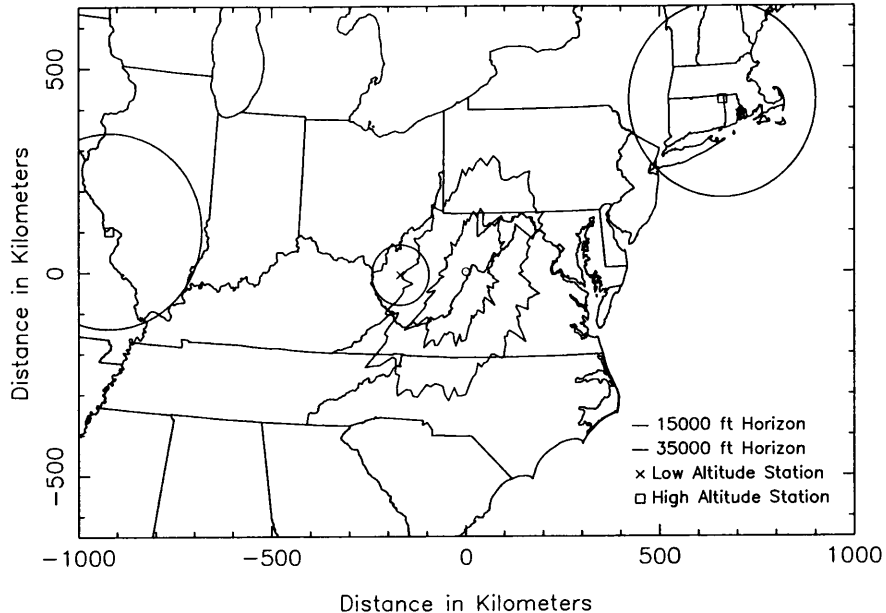 500
0
−500
Distance in Kilometers
— 15000 ft Horizon
— 35000 ft Horizon
× Low Altitude Station
□ High Altitude Station
−1000
−500
0
500
1000
Distance in Kilometers